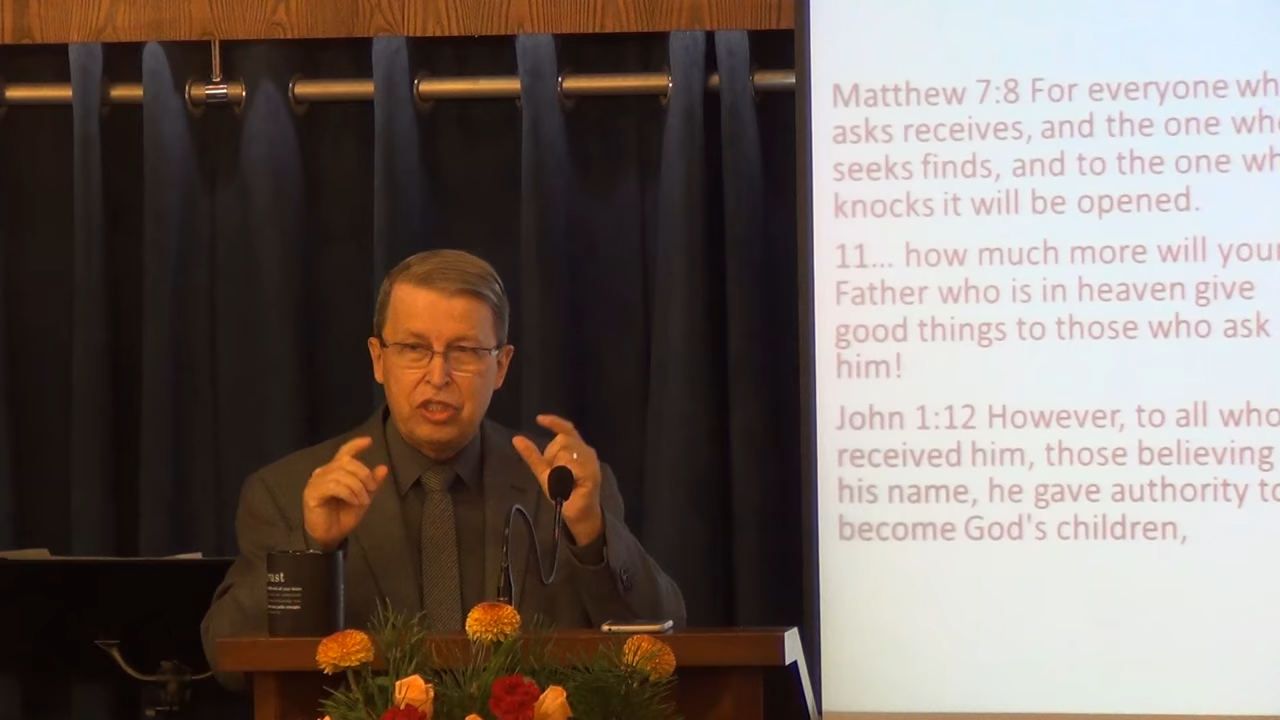 rust
Matthew 7:8 For everyone wh
asks receives, and the one who
seeks finds, and to the one wh
knocks it will be opened.
11... how much more will your
Father who is in heaven give
good things to those who ask
him!
John 1:12 However, to all who
received him, those believing
his name, he gave authority to
become God's children,